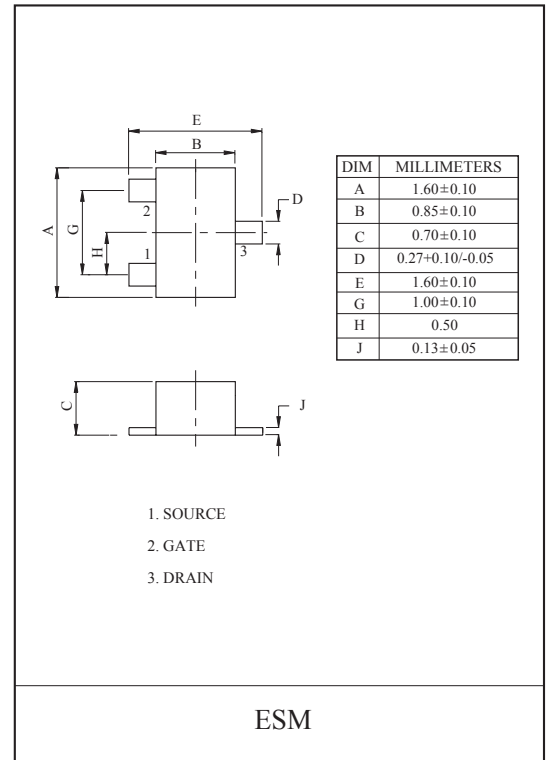 E
B
A
G
H
2
1
3
D
DIM MILLIMETERS
A 1.60±0.10
B 0.85±0.10
C 0.70±0.10
D 0.27+0.10/-0.05
E 1.60±0.10
G 1.00±0.10
H 0.50
J 0.13±0.05
C
J
1. SOURCE
2. GATE
3. DRAIN
ESM